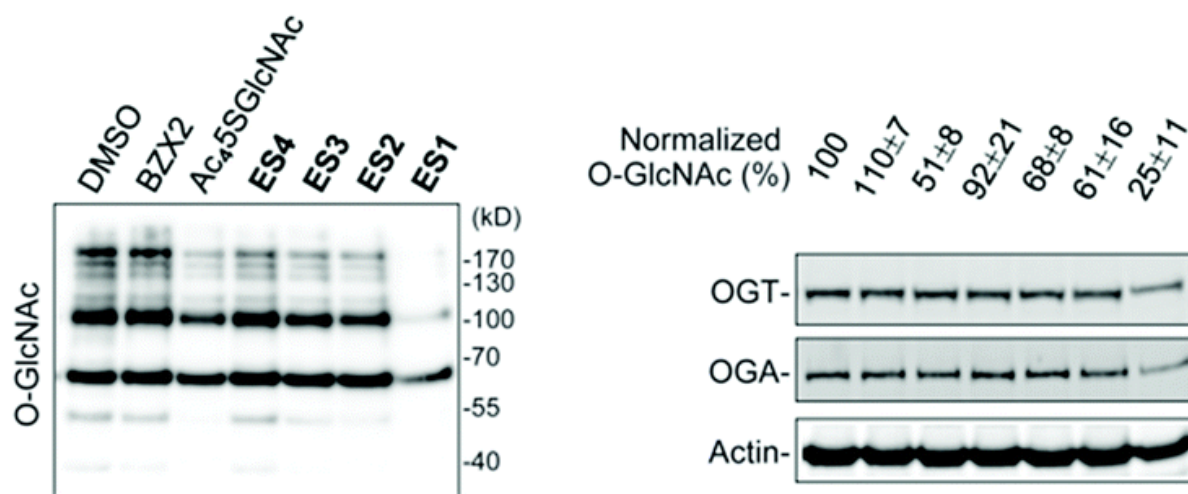 DMSO
BZX2
Ac₄5SGlcNAc
ES4
ES3
ES2
ES1
(kD)
-170
-130
-100
-70
-55
-40
O-GlcNAc
Normalized
O-GlcNAc (%)
100
110±7
51±8
92±21
68±8
61±16
25±11
OGT-
OGA-
Actin-